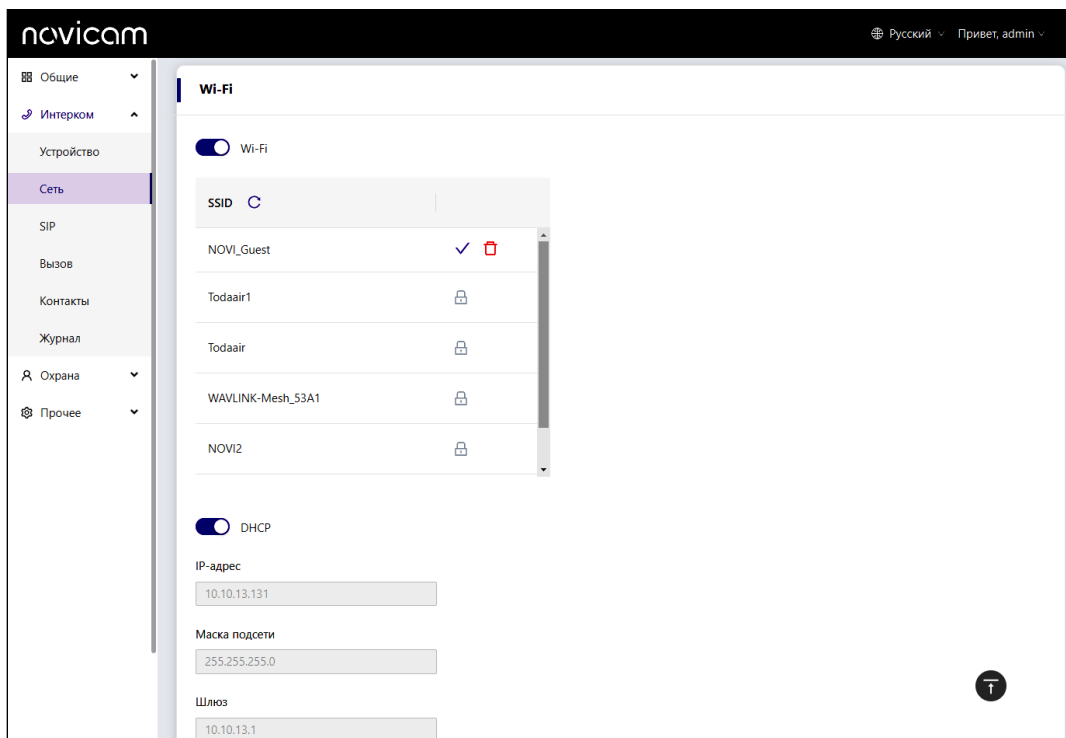 novicam
Русский
Привет, admin
Общие
Интерком
Устройство
Сеть
SIP
Вызов
Контакты
Журнал
Охрана
Прочее
Wi-Fi
Wi-Fi
SSID
NOVI_Guest
Todaair1
Todaair
WAVLINK-Mesh_53A1
NOVI2
DHCP
IP-адрес
10.10.13.131
Маска подсети
255.255.255.0
Шлюз
10.10.13.1